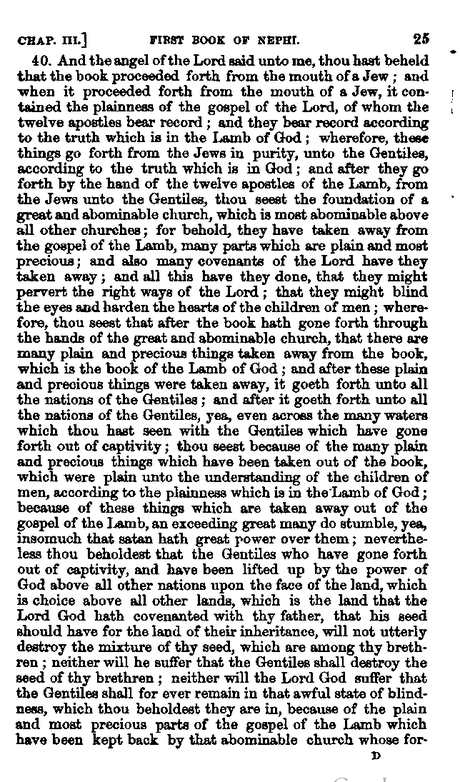 CHAP. III.] FIRST BOOK OF NEPHI. 25
40. And the angel of the Lord said unto me, thou hast beheld
that the book proceeded forth from the mouth of a Jew; and
when it proceeded forth from the mouth of a Jew, it con-
tained the plainness of the gospel of the Lord, of whom the
twelve apostles bear record; and they bear record according
to the truth which is in the Lamb of God; wherefore, these
things go forth from the Jews in purity, unto the Gentiles,
according to the truth which is in God; and after they go
forth by the hand of the twelve apostles of the Lamb, from
the Jews unto the Gentiles, thou seest the foundation of a
great and abominable church, which is most abominable above
all other churches; for behold, they have taken away from
the gospel of the Lamb, many parts which are plain and most
precious; and also many covenants of the Lord have they
taken away; and all this have they done, that they might
pervert the right ways of the Lord; that they might blind
the eyes and harden the hearts of the children of men; where-
fore, thou seest that after the book hath gone forth through
the hands of the great and abominable church, that there are
many plain and precious things taken away from the book,
which is the book of the Lamb of God; and after these plain
and precious things were taken away, it goeth forth unto all
the nations of the Gentiles; and after it goeth forth unto all
the nations of the Gentiles, yea, even across the many waters
which thou hast seen with the Gentiles which have gone
forth out of captivity; thou seest because of the many plain
and precious things which have been taken out of the book,
which were plain unto the understanding of the children of
men, according to the plainness which is in the Lamb of God;
because of these things which are taken away out of the
gospel of the Lamb, an exceeding great many do stumble, yea,
insomuch that satan hath great power over them; neverthe-
less thou beholdest that the Gentiles who have gone forth
out of captivity, and have been lifted up by the power of
God above all other nations upon the face of the land, which
is choice above all other lands, which is the land that the
Lord God hath covenanted with thy father, that his seed
should have for the land of their inheritance, will not utterly
destroy the mixture of thy seed, which are among thy breth-
ren; neither will he suffer that the Gentiles shall destroy the
seed of thy brethren; neither will the Lord God suffer that
the Gentiles shall for ever remain in that awful state of blind-
ness, which thou beholdest they are in, because of the plain
and most precious parts of the gospel of the Lamb which
have been kept back by that abominable church whose for-
D